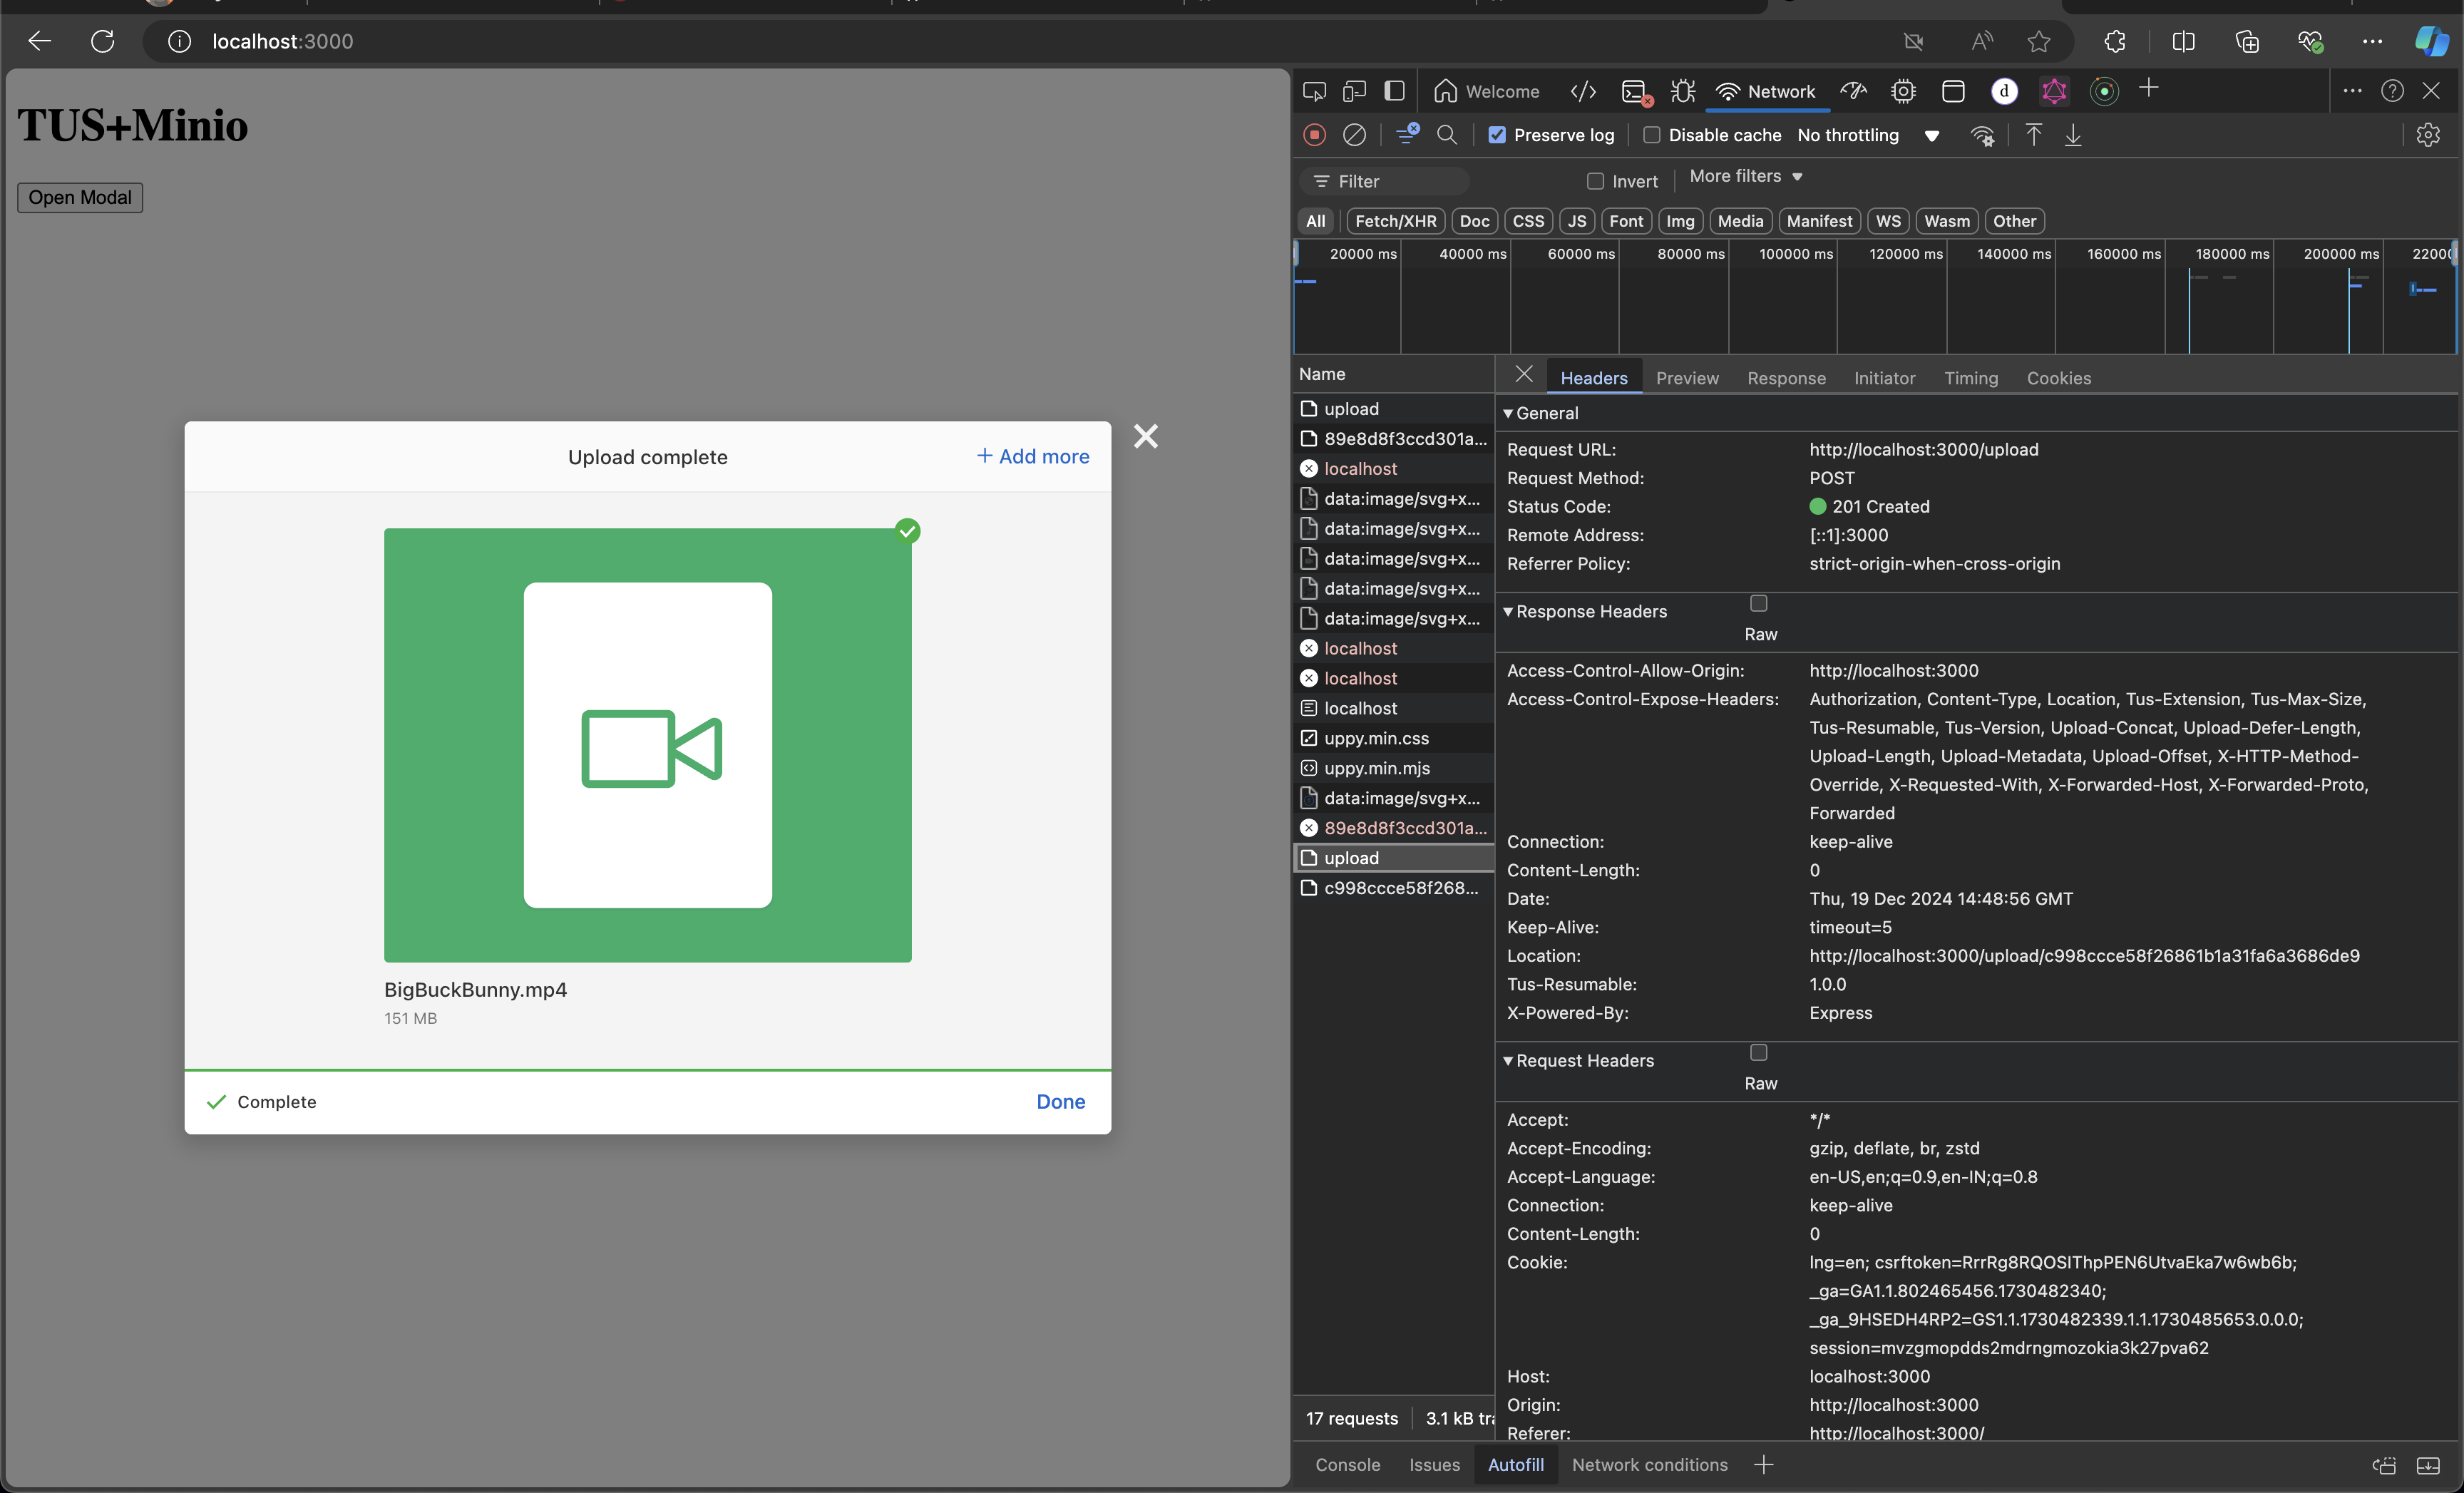 localhost:3000
TUS+Minio
Open Modal
Upload complete
+ Add more
BigBuckBunny.mp4
151 MB
Complete
Done
Welcome
Network
d
Preserve log
Disable cache
No throttling
Filter
Invert
More filters
All
Fetch/XHR
Doc
CSS
JS
Font
Img
Media
Manifest
WS
Wasm
Other
20000 ms
40000 ms
60000 ms
80000 ms
100000 ms
120000 ms
140000 ms
160000 ms
180000 ms
200000 ms
Name
upload
89e8d8f3ccd301a...
localhost
data:image/svg+x...
data:image/svg+x...
data:image/svg+x...
data:image/svg+x...
data:image/svg+x...
localhost
localhost
localhost
uppy.min.css
uppy.min.mjs
data:image/svg+x...
89e8d8f3ccd301a...
upload
c998ccce58f268...
17 requests
3.1 kB tra
Headers
Preview
Response
Initiator
Timing
Cookies
General
Request URL: http://localhost:3000/upload
Request Method: POST
Status Code: 201 Created
Remote Address: [::1]:3000
Referrer Policy: strict-origin-when-cross-origin
Response Headers
Raw
Access-Control-Allow-Origin: http://localhost:3000
Access-Control-Expose-Headers: Authorization, Content-Type, Location, Tus-Extension, Tus-Max-Size,
Tus-Resumable, Tus-Version, Upload-Concat, Upload-Defer-Length,
Upload-Length, Upload-Metadata, Upload-Offset, X-HTTP-Method-
Override, X-Requested-With, X-Forwarded-Host, X-Forwarded-Proto,
Forwarded
Connection: keep-alive
Content-Length: 0
Date: Thu, 19 Dec 2024 14:48:56 GMT
Keep-Alive: timeout=5
Location: http://localhost:3000/upload/c998ccce58f26861b1a31fa6a3686de9
Tus-Resumable: 1.0.0
X-Powered-By: Express
Request Headers
Raw
Accept: */*
Accept-Encoding: gzip, deflate, br, zstd
Accept-Language: en-US,en;q=0.9,en-IN;q=0.8
Connection: keep-alive
Content-Length: 0
Cookie: lng=en; csrftoken=RrrRg8RQOSIThpPEN6UtvaEka7w6wb6b;
_ga=GA1.1.802465456.1730482340;
_ga_9HSEDH4RP2=GS1.1.1730482339.1.1.1730485653.0.0.0;
session=mvzgmopdds2mdrngmozokia3k27pva62
Host: localhost:3000
Origin: http://localhost:3000
Referer: http://localhost:3000/
Console
Issues
Autofill
Network conditions